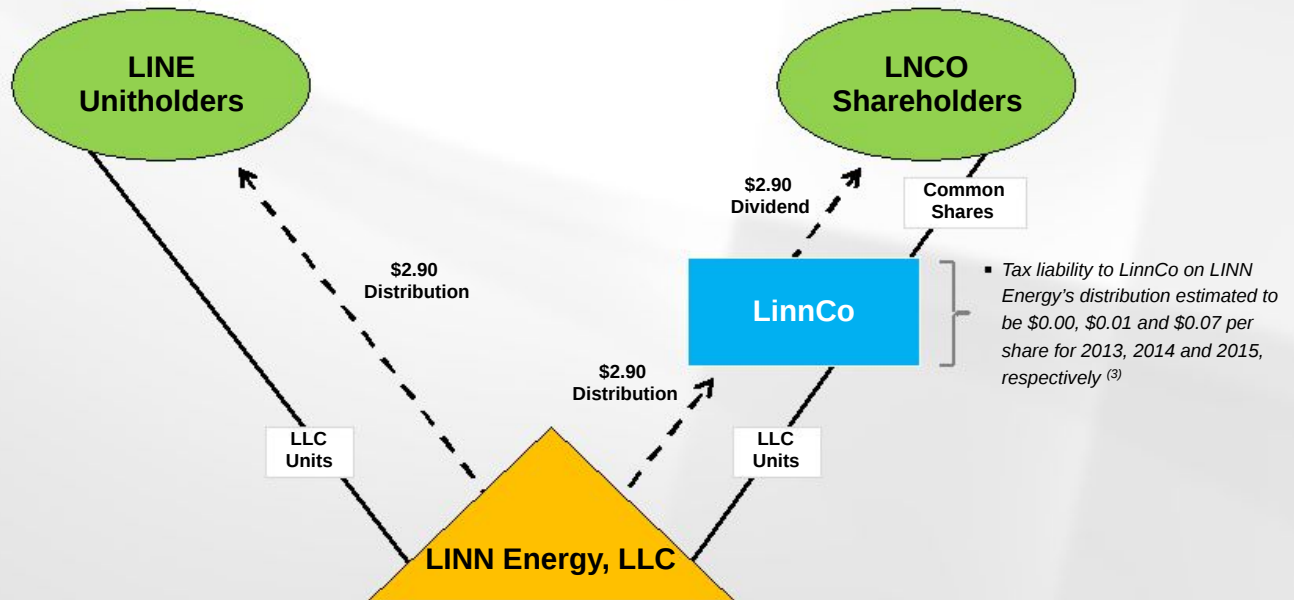 LINE
Unitholders
LNCO
Shareholders
$2.90
Dividend
Common
Shares
$2.90
Distribution
LinnCo
▪ Tax liability to LinnCo on LINN
Energy’s distribution estimated to
be $0.00, $0.01 and $0.07 per
share for 2013, 2014 and 2015,
respectively (3)
$2.90
Distribution
LLC
Units
LLC
Units
LINN Energy, LLC